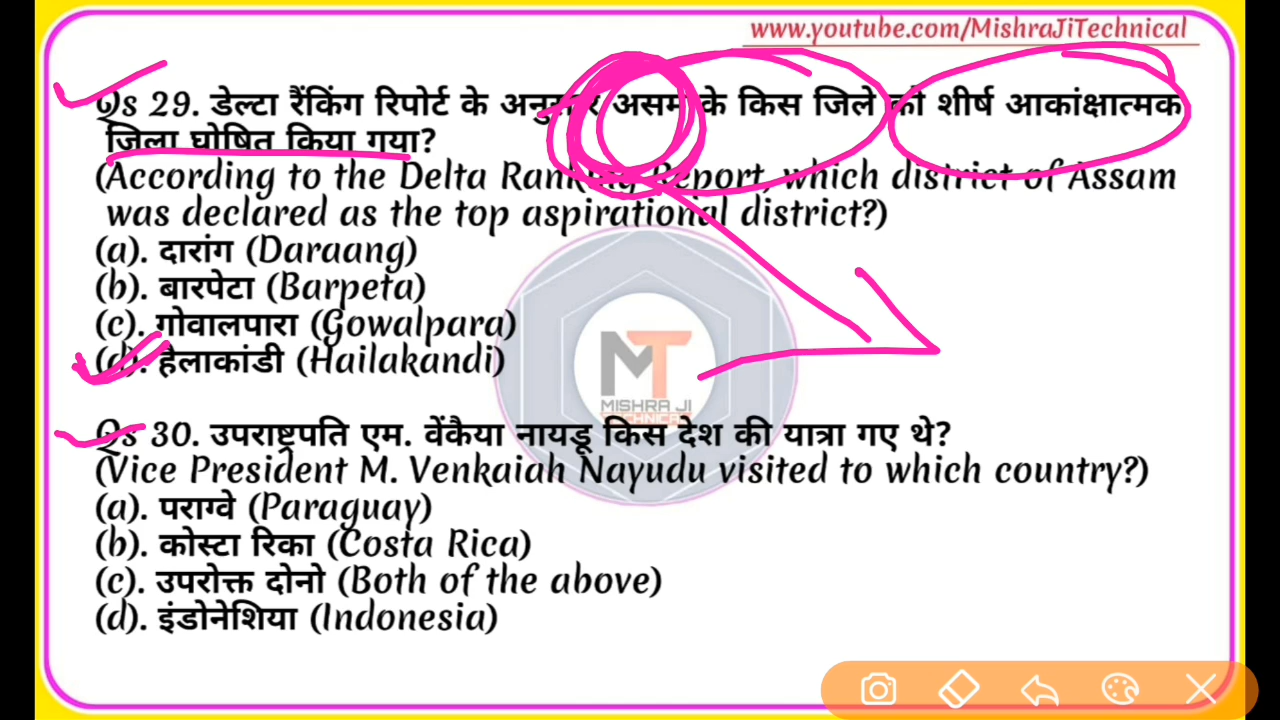 www.youtube.com/MishraJiTechnical
Qs 29. डेल्टा रैंकिंग रिपोर्ट के अनुसार असम के किस जिले को शीर्ष आकांक्षात्मक
जिला घोषित किया गया?
(According to the Delta Ranking Report, which district of Assam
was declared as the top aspirational district?)
(a). दारांग (Daraang)
(b). बारपेटा (Barpeta)
(c). गोवालपारा (Gowalpara)
(d). हैलाकांडी (Hailakandi)
MT
MISHRA JI
TECHNICAL
Qs 30. उपराष्ट्रपति एम. वेंकैया नायडू किस देश की यात्रा गए थे?
(Vice President M. Venkaiah Nayudu visited to which country?)
(a). पराग्वे (Paraguay)
(b). कोस्टा रिका (Costa Rica)
(c). उपरोक्त दोनो (Both of the above)
(d). इंडोनेशिया (Indonesia)